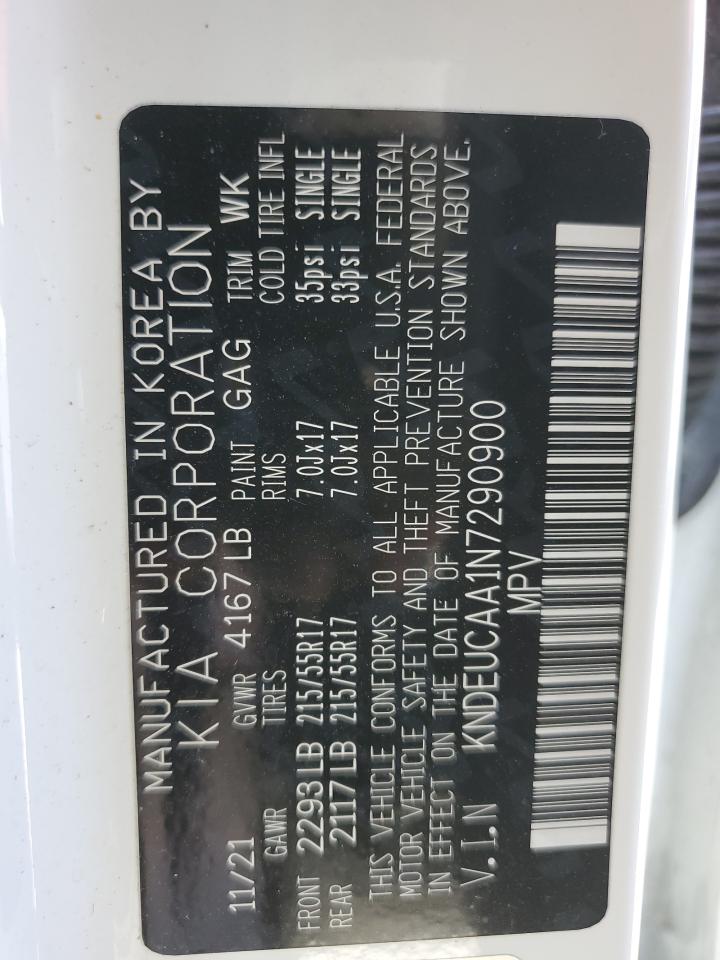 MANUFACTURED IN KOREA BY
KIA CORPORATION
11/21 GVWR 4167 LB PAINT GAG TRIM WK
GAWR TIRES RIMS COLD TIRE INFL
FRONT 2293 LB 215/55R17 7.0Jx17 35psi SINGLE
REAR 2117 LB 215/55R17 7.0Jx17 33psi SINGLE
THIS VEHICLE CONFORMS TO ALL APPLICABLE U.S.A. FEDERAL
MOTOR VEHICLE SAFETY AND THEFT PREVENTION STANDARDS
IN EFFECT ON THE DATE OF MANUFACTURE SHOWN ABOVE.
V.I.N KNDEUCAA1N7290900
MPV